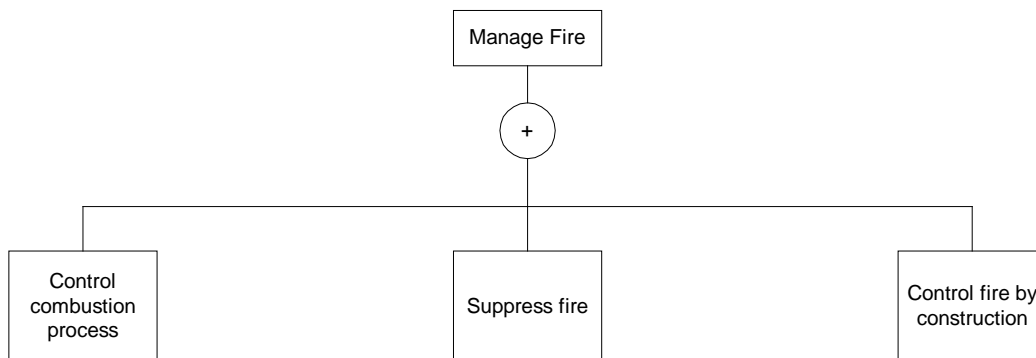 Manage Fire
+
Control
combustion
process
Suppress fire
Control fire by
construction